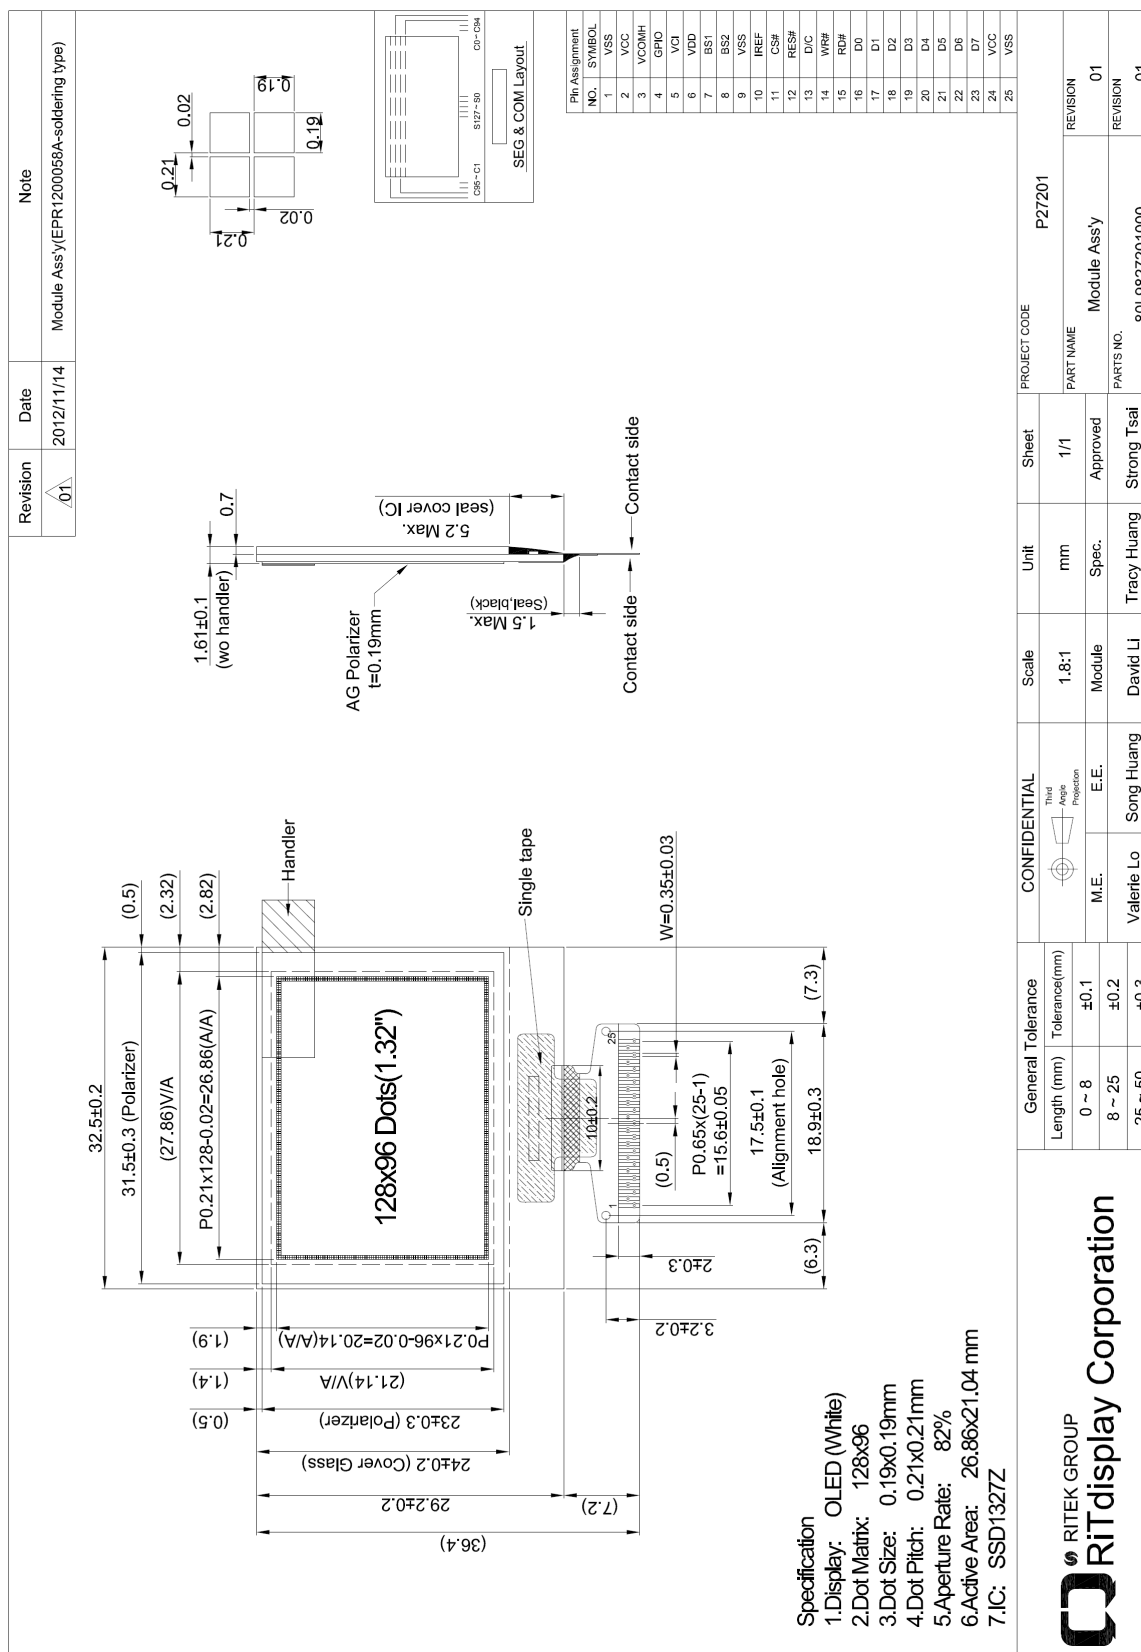 Revision Date Note
01 2012/11/14 Module Ass'y(EPR1200058A-soldering type)
32.5±0.2
31.5±0.3 (Polarizer)
(27.86)V/A
P0.21x128-0.02=26.86(A/A)
(0.5)
(2.32)
(2.82)
Handler
128x96 Dots(1.32")
(1.9)
P0.21x96-0.02=20.14(A/A)
(1.4)
(21.14)V/A
(0.5)
23±0.3 (Polarizer)
24±0.2 (Cover Glass)
29.2±0.2
(7.2)
(36.4)
Single tape
10±0.2
1
25
W=0.35±0.03
(0.5)
P0.65x(25-1)
=15.6±0.05
17.5±0.1
(Alignment hole)
18.9±0.3
(6.3)
(7.3)
2±0.3
3.2±0.2
1.61±0.1
(wo handler)
0.7
AG Polarizer
t=0.19mm
5.2 Max.
(seal cover IC)
1.5 Max.
(Seal,black)
Contact side
Contact side
0.21
0.02
0.19
0.19
0.02
0.21
C95~C1
S127~S0
C0~C94
SEG & COM Layout
Pin Assignment
NO. SYMBOL
1 VSS
2 VCC
3 VCOMH
4 GPIO
5 VCI
6 VDD
7 BS1
8 BS2
9 VSS
10 IREF
11 CS#
12 RES#
13 D/C
14 WR#
15 RD#
16 D0
17 D1
18 D2
19 D3
20 D4
21 D5
22 D6
23 D7
24 VCC
25 VSS
Specification
1.Display: OLED (White)
2.Dot Matrix: 128x96
3.Dot Size: 0.19x0.19mm
4.Dot Pitch: 0.21x0.21mm
5.Aperture Rate: 82%
6.Active Area: 26.86x21.04 mm
7.IC: SSD1327Z
RITEK GROUP
RiTdisplay Corporation
General Tolerance
Length (mm) Tolerance(mm)
0 ~ 8 ±0.1
8 ~ 25 ±0.2
25 ~ 50 ±0.3
CONFIDENTIAL
Third
Angle
Projection
Scale Unit Sheet
1.8:1 mm 1/1
M.E. E.E. Module Spec. Approved
Valerie Lo Song Huang David Li Tracy Huang Strong Tsai
PROJECT CODE
P27201
PART NAME
Module Ass'y
REVISION
01
PARTS NO.
REVISION
01